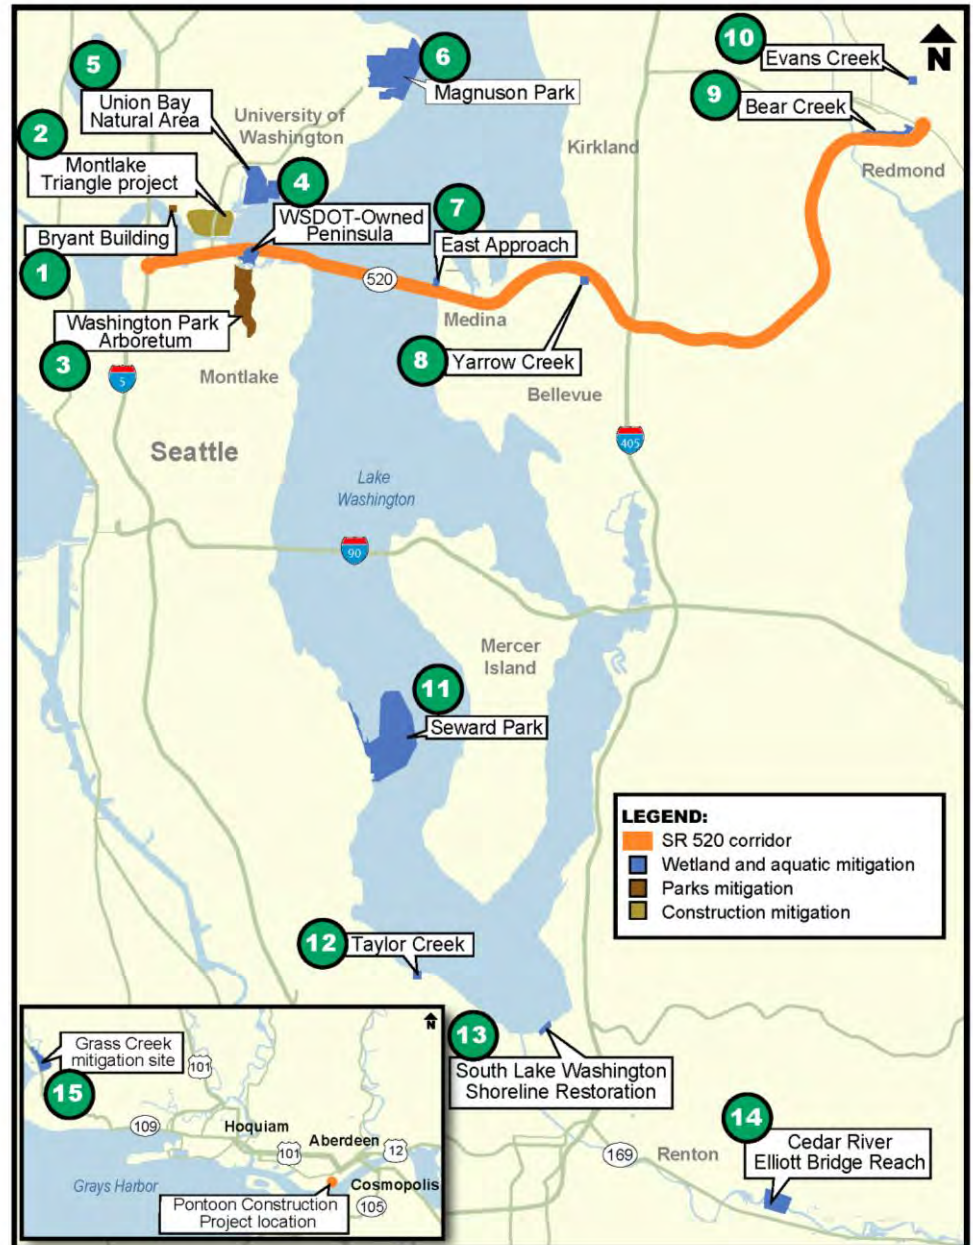 10
Evans Creek
N
5
6
Magnuson Park
9
Bear Creek
Union Bay
Natural Area
University of
Washington
2
Kirkland
Redmond
Montlake
Triangle project
4
7
WSDOT-Owned
Peninsula
Bryant Building
East Approach
1
520
Washington Park
Arboretum
Medina
3
8
Yarrow Creek
Montlake
5
Bellevue
Seattle
405
Lake
Washington
90
Mercer
Island
11
Seward Park
LEGEND:
SR 520 corridor
Wetland and aquatic mitigation
Parks mitigation
Construction mitigation
12
Taylor Creek
13
South Lake Washington
Shoreline Restoration
14
Cedar River
Elliott Bridge Reach
169
Renton
N
Grass Creek
mitigation site
101
15
109
Hoquiam
101
Aberdeen
12
Grays Harbor
Cosmopolis
105
Pontoon Construction
Project location